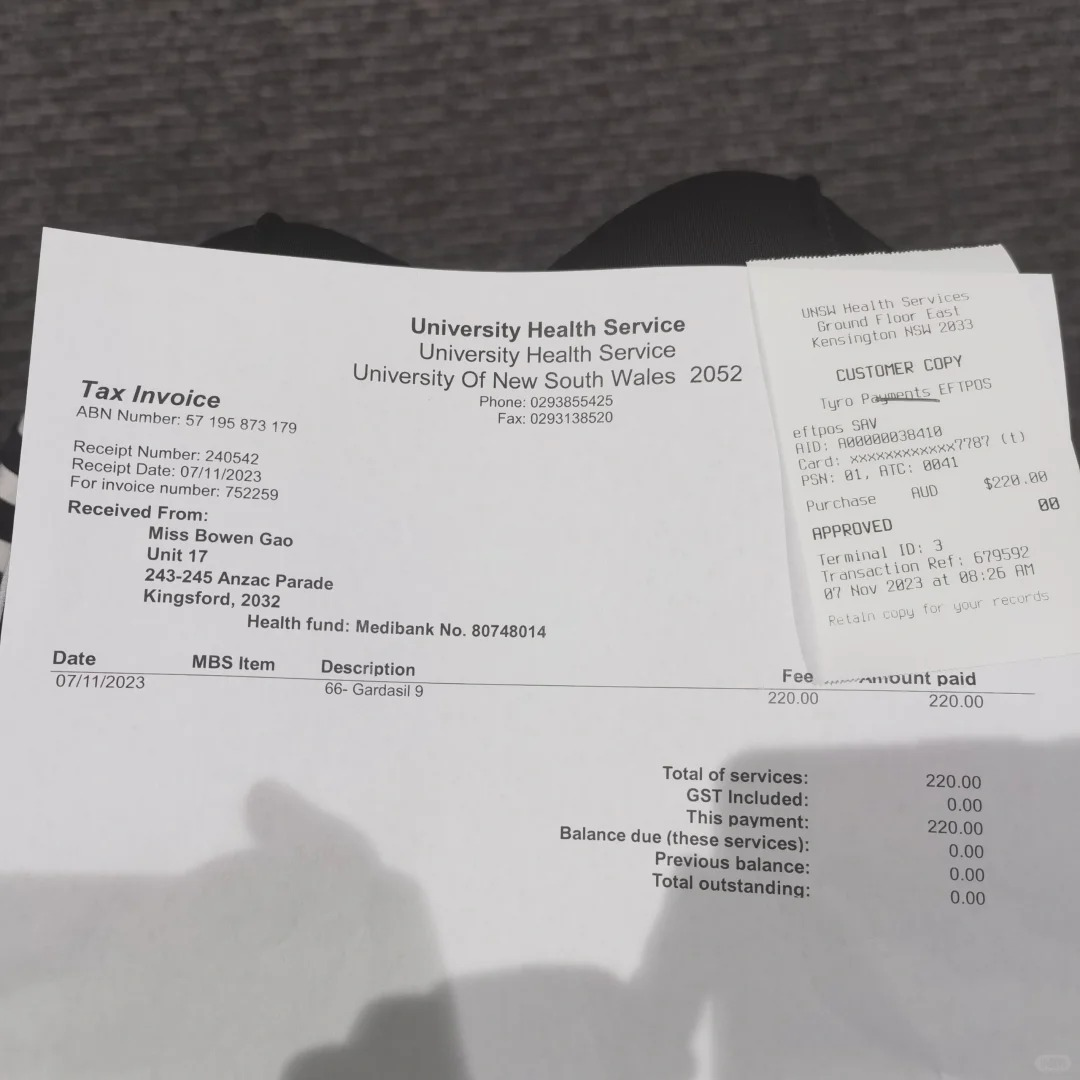 University Health Service
University Health Service
University Of New South Wales 2052
Phone: 0293855425
Fax: 0293138520
Tax Invoice
ABN Number: 57 195 873 179
Receipt Number: 240542
Receipt Date: 07/11/2023
For invoice number: 752259
Received From:
Miss Bowen Gao
Unit 17
243-245 Anzac Parade
Kingsford, 2032
Health fund: Medibank No. 80748014
Date MBS Item Description Fee Amount paid
07/11/2023 66- Gardasil 9 220.00 220.00
Total of services: 220.00
GST Included: 0.00
This payment: 220.00
Balance due (these services): 0.00
Previous balance: 0.00
Total outstanding: 0.00
UNSW Health Services
Ground Floor East
Kensington NSW 2033
CUSTOMER COPY
Tyro Payments EFTPOS
eftpos SAV
AID: A00000038410
Card: xxxxxxxxxxxx7787 (t)
PSN: 01, ATC: 0041
Purchase AUD $220.00
APPROVED 00
Terminal ID: 3
Transaction Ref: 679592
07 Nov 2023 at 08:26 AM
Retain copy for your records